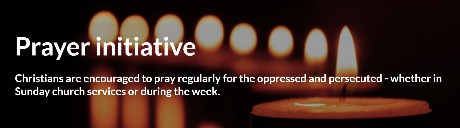 Prayer initiative
Christians are encouraged to pray regularly for the oppressed and persecuted - whether in
Sunday church services or during the week.